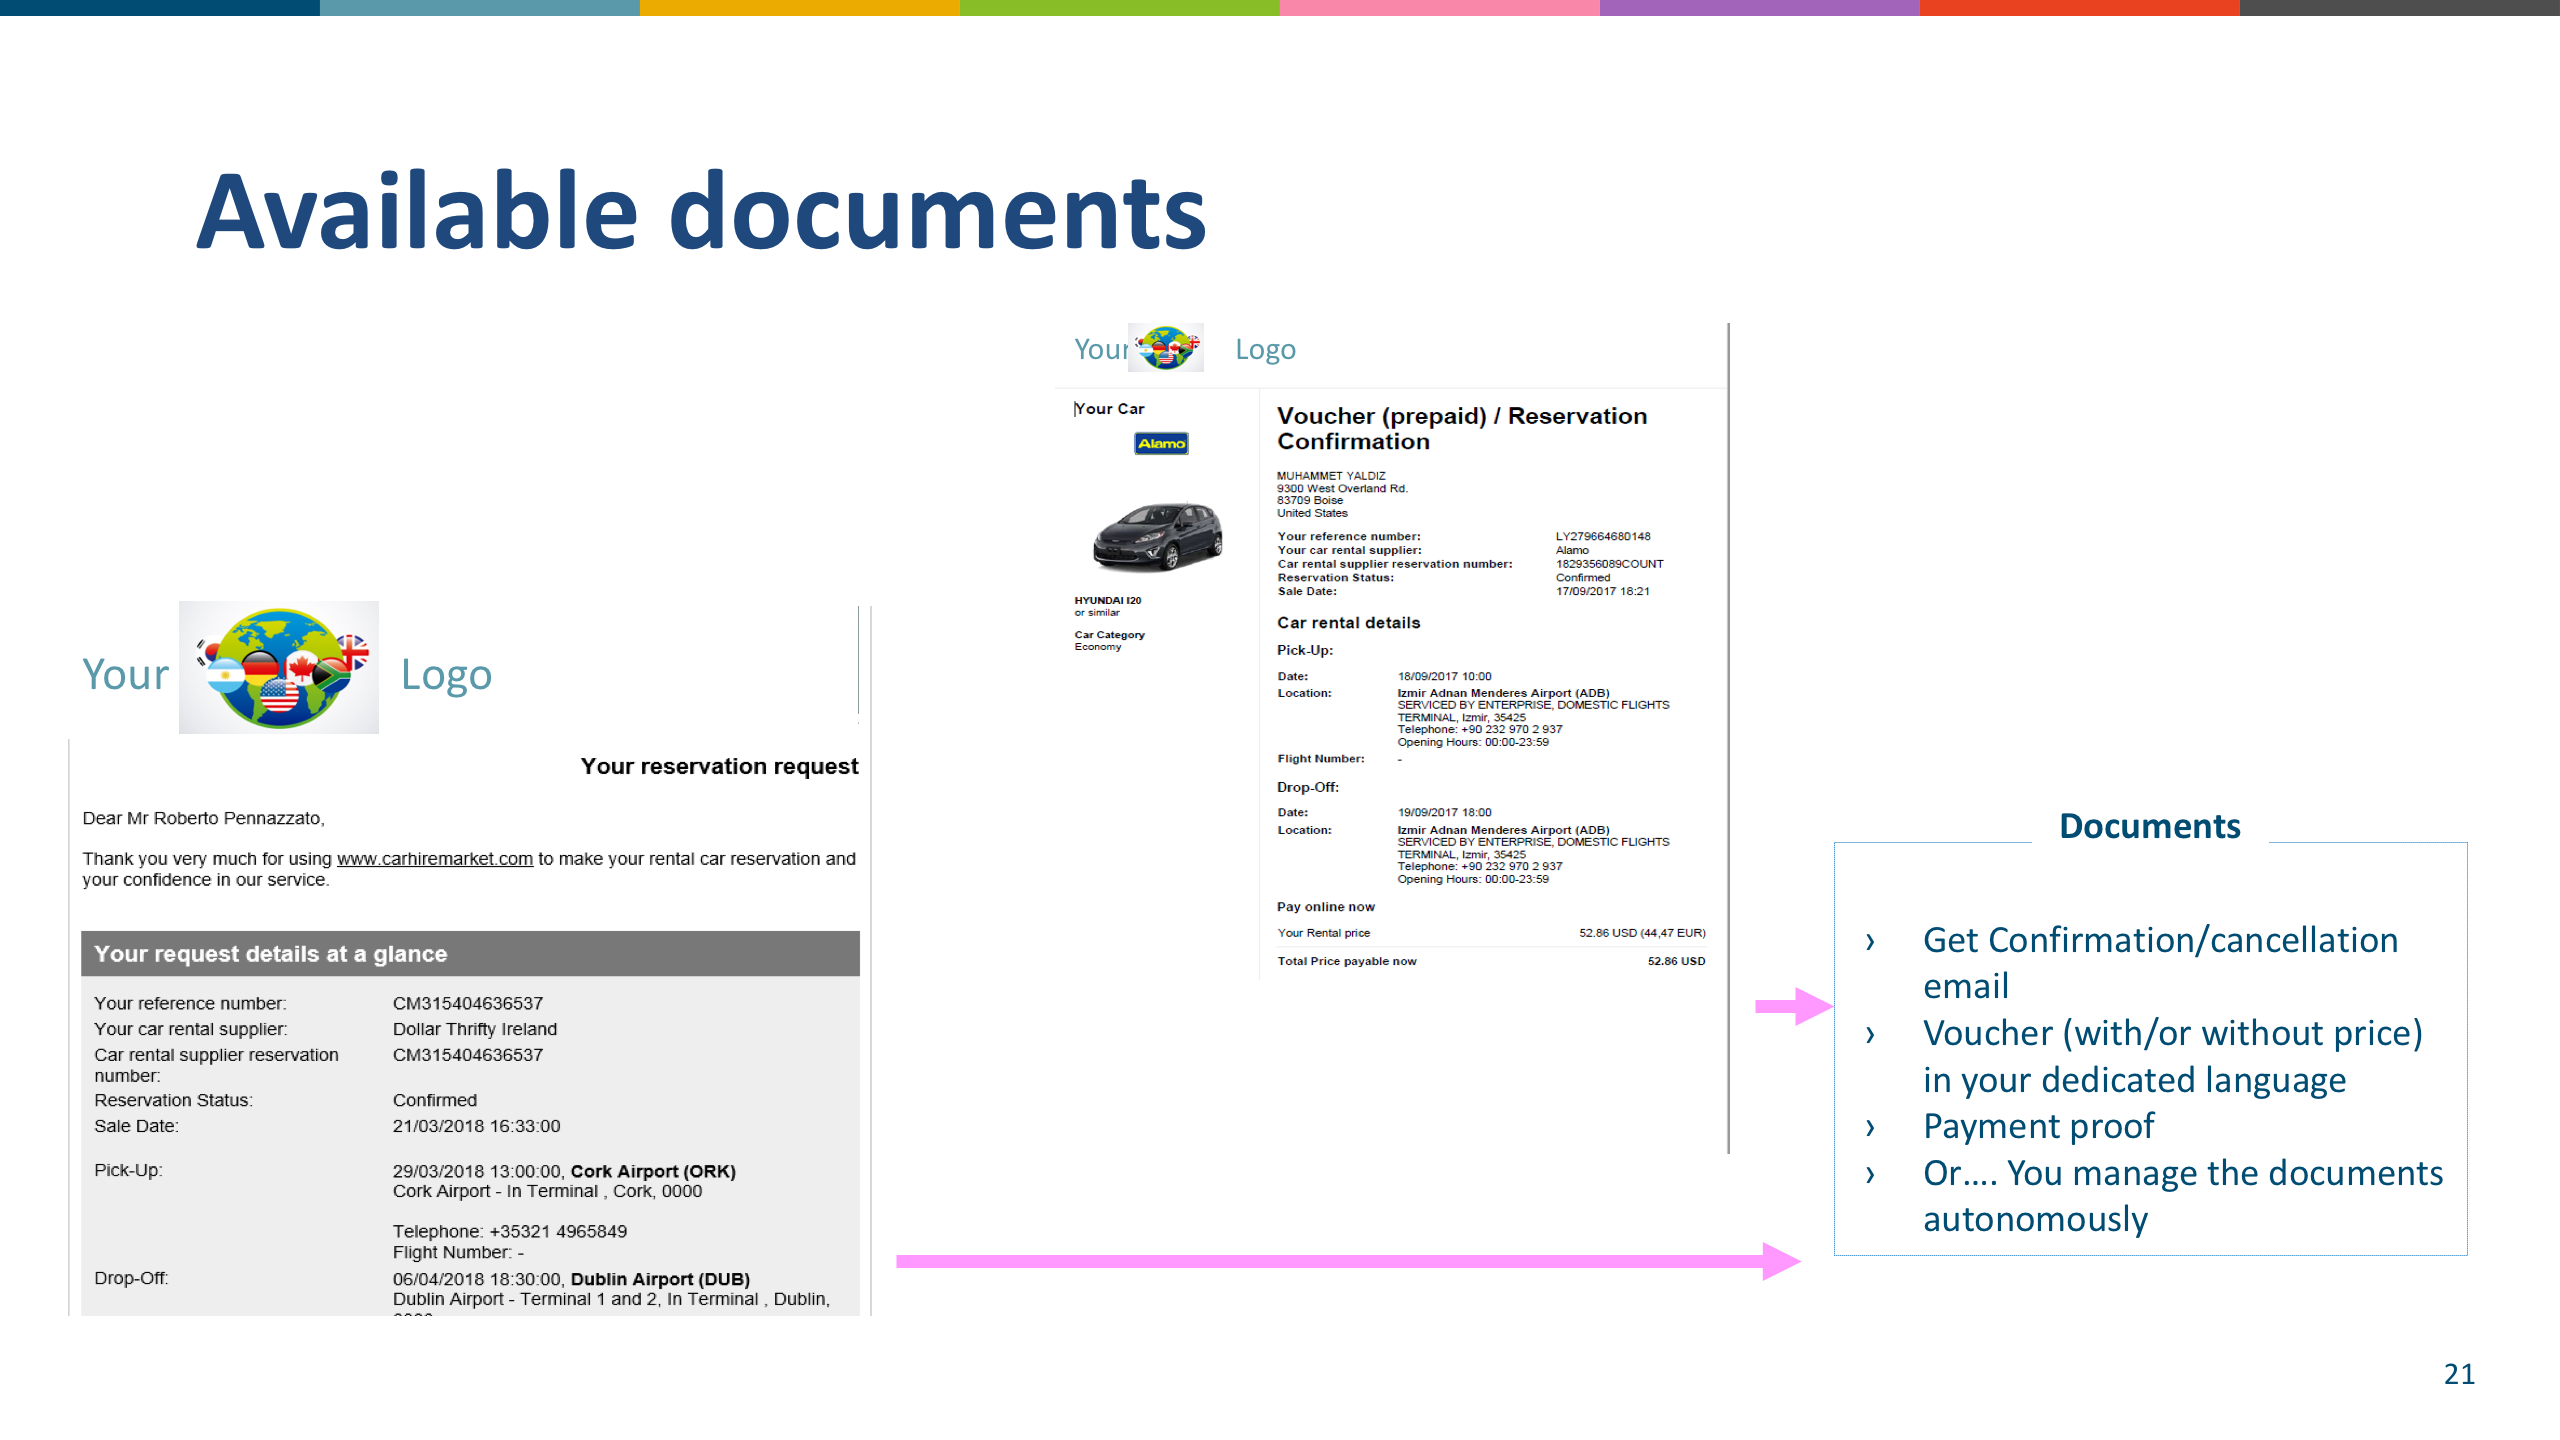 Available documents
Your Logo
Your reservation request
Dear Mr Roberto Pennazzato,
Thank you very much for using www.carhiremarket.com to make your rental car reservation and
your confidence in our service.
Your request details at a glance
Your reference number: CM315404636537
Your car rental supplier: Dollar Thrifty Ireland
Car rental supplier reservation CM315404636537
number:
Reservation Status: Confirmed
Sale Date: 21/03/2018 16:33:00
Pick-Up: 29/03/2018 13:00:00, Cork Airport (ORK)
Cork Airport - In Terminal , Cork, 0000
Telephone: +35321 4965849
Flight Number: -
Drop-Off: 06/04/2018 18:30:00, Dublin Airport (DUB)
Dublin Airport - Terminal 1 and 2, In Terminal , Dublin,
Your Logo
Your Car
Alamo
HYUNDAI I20
or similar
Car Category
Economy
Voucher (prepaid) / Reservation
Confirmation
MUHAMMET YALDIZ
9300 West Overland Rd.
83709 Boise
United States
Your reference number: LY279664680148
Your car rental supplier: Alamo
Car rental supplier reservation number: 1829356089COUNT
Reservation Status: Confirmed
Sale Date: 17/09/2017 18:21
Car rental details
Pick-Up:
Date: 18/09/2017 10:00
Location: Izmir Adnan Menderes Airport (ADB)
SERVICED BY ENTERPRISE, DOMESTIC FLIGHTS
TERMINAL, Izmir, 35425
Telephone: +90 232 970 2 937
Opening Hours: 00:00-23:59
Flight Number: -
Drop-Off:
Date: 19/09/2017 18:00
Location: Izmir Adnan Menderes Airport (ADB)
SERVICED BY ENTERPRISE, DOMESTIC FLIGHTS
TERMINAL, Izmir, 35425
Telephone: +90 232 970 2 937
Opening Hours: 00:00-23:59
Pay online now
Your Rental price 52.86 USD (44,47 EUR)
Total Price payable now 52.86 USD
Documents
› Get Confirmation/cancellation
email
› Voucher (with/or without price)
in your dedicated language
› Payment proof
› Or.... You manage the documents
autonomously
21